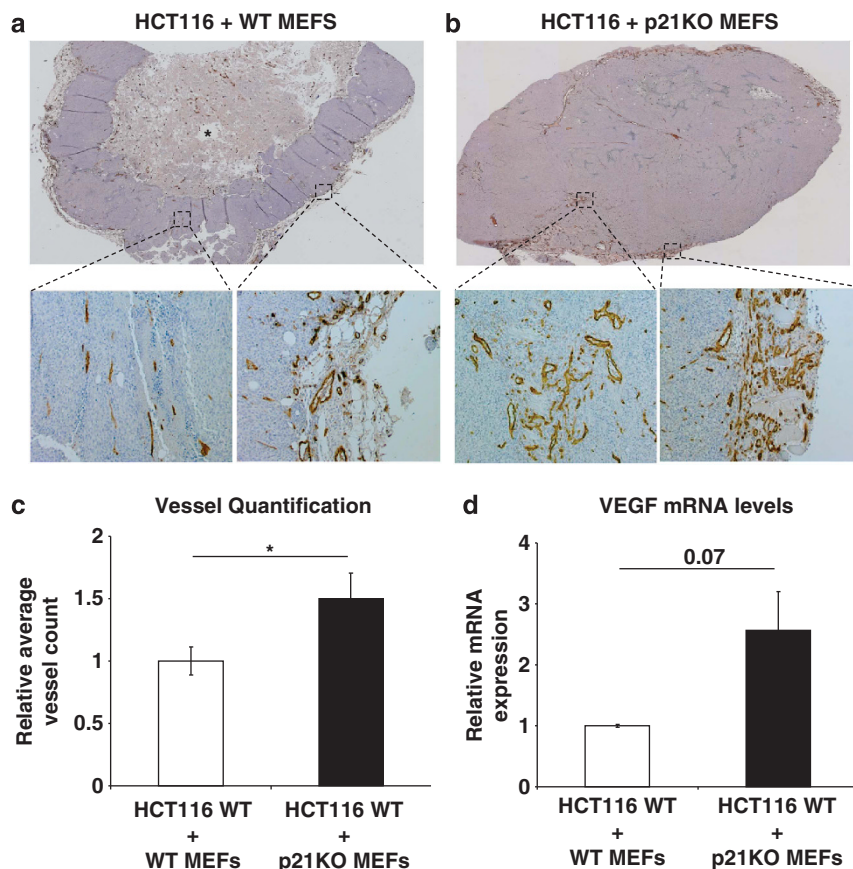 a
HCT116 + WT MEFS
b
HCT116 + p21KO MEFS
*
c
Vessel Quantification
Relative average
vessel count
2
1.5
1
0.5
0
*
HCT116 WT
+
WT MEFs
HCT116 WT
+
p21KO MEFs
d
VEGF mRNA levels
Relative mRNA
expression
4
3
2
1
0
0.07
HCT116 WT
+
WT MEFs
HCT116 WT
+
p21KO MEFs